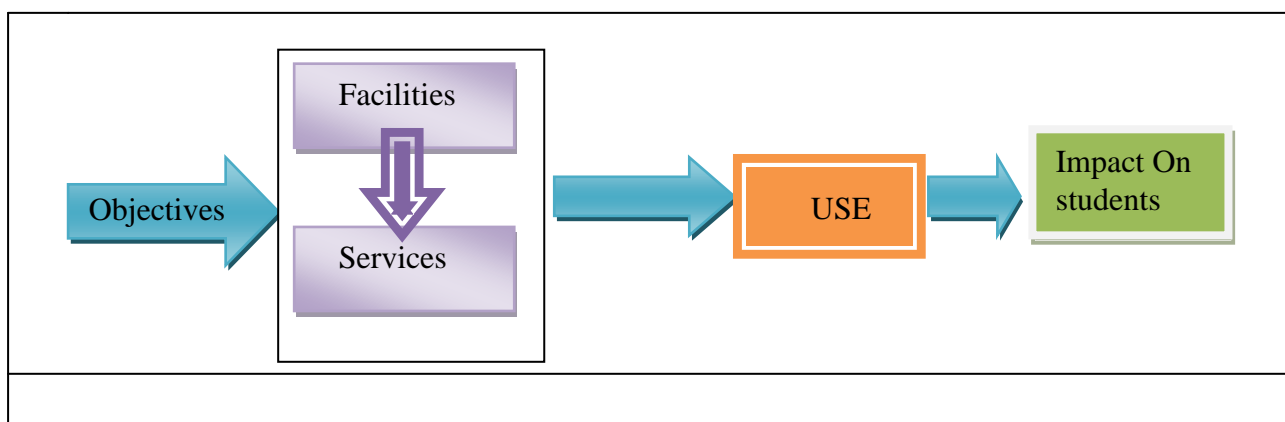 Objectives
Facilities
Services
USE
Impact On
students